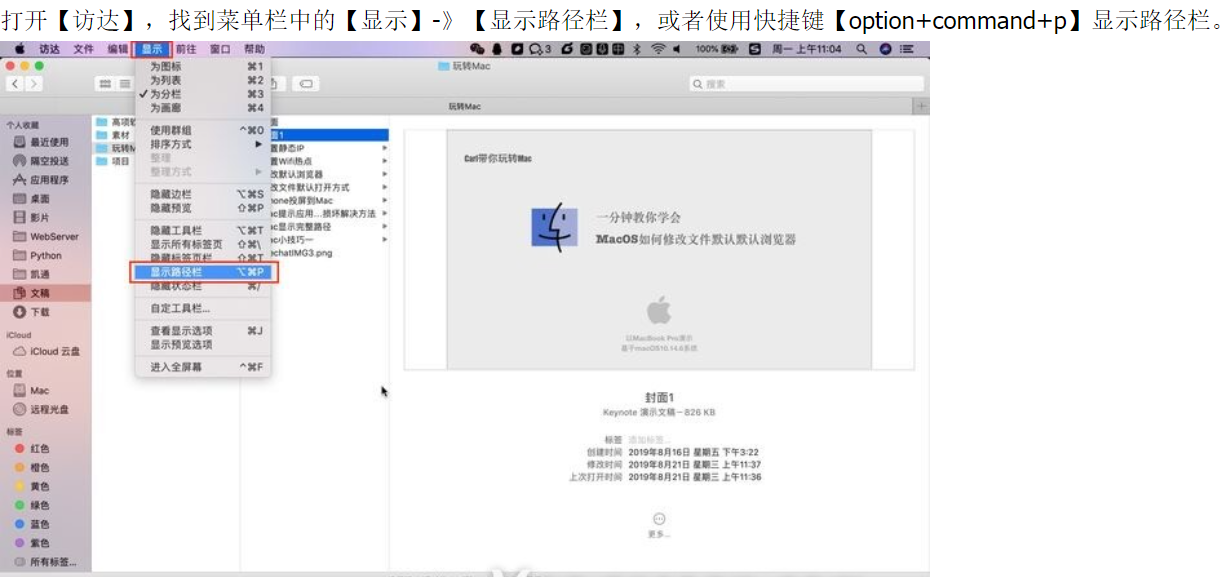 打开【访达】，找到菜单栏中的【显示】-》【显示路径栏】，或者使用快捷键【option+command+p】显示路径栏。
访达 文件 编辑 显示 前往 窗口 帮助 3 100% 周一 上午11:04
玩转Mac
搜索
玩转Mac
为图标 ⌘1
为列表 ⌘2
✓为分栏 ⌘3
为画廊 ⌘4
使用群组 ^⌘0
排序方式
整理
整理方式
隐藏边栏 ⌥⌘S
隐藏预览 ⇧⌘P
隐藏工具栏 ⌥⌘T
显示所有标签页 ⇧⌘\
隐藏标签页栏 ⇧⌘T
显示路径栏 ⌥⌘P
隐藏状态栏 ⌘/
自定工具栏...
查看显示选项 ⌘J
显示预览选项
进入全屏幕 ^⌘F
个人收藏
最近使用
隔空投送
应用程序
桌面
影片
WebServer
Python
凯通
文稿
下载
iCloud
iCloud 云盘
位置
Mac
远程光盘
标签
红色
橙色
黄色
绿色
蓝色
紫色
所有标签...
素材
玩转M
项目
面1
置静态IP
置Wifi热点
改默认浏览器
改文件默认打开方式
hone投屏到Mac
ac提示应用...损坏解决方法
ac显示完整路径
ac小技巧一
echatIMG3.png
Carl带你玩转Mac
一分钟教你学会
MacOS如何修改文件默认默认浏览器
以MacBook Pro演示
基于macOS10.14.6系统
封面1
Keynote 演示文稿 - 826 KB
标签 添加标签...
创建时间 2019年8月16日 星期五 下午3:22
修改时间 2019年8月21日 星期三 上午11:37
上次打开时间 2019年8月21日 星期三 上午11:36
更多...